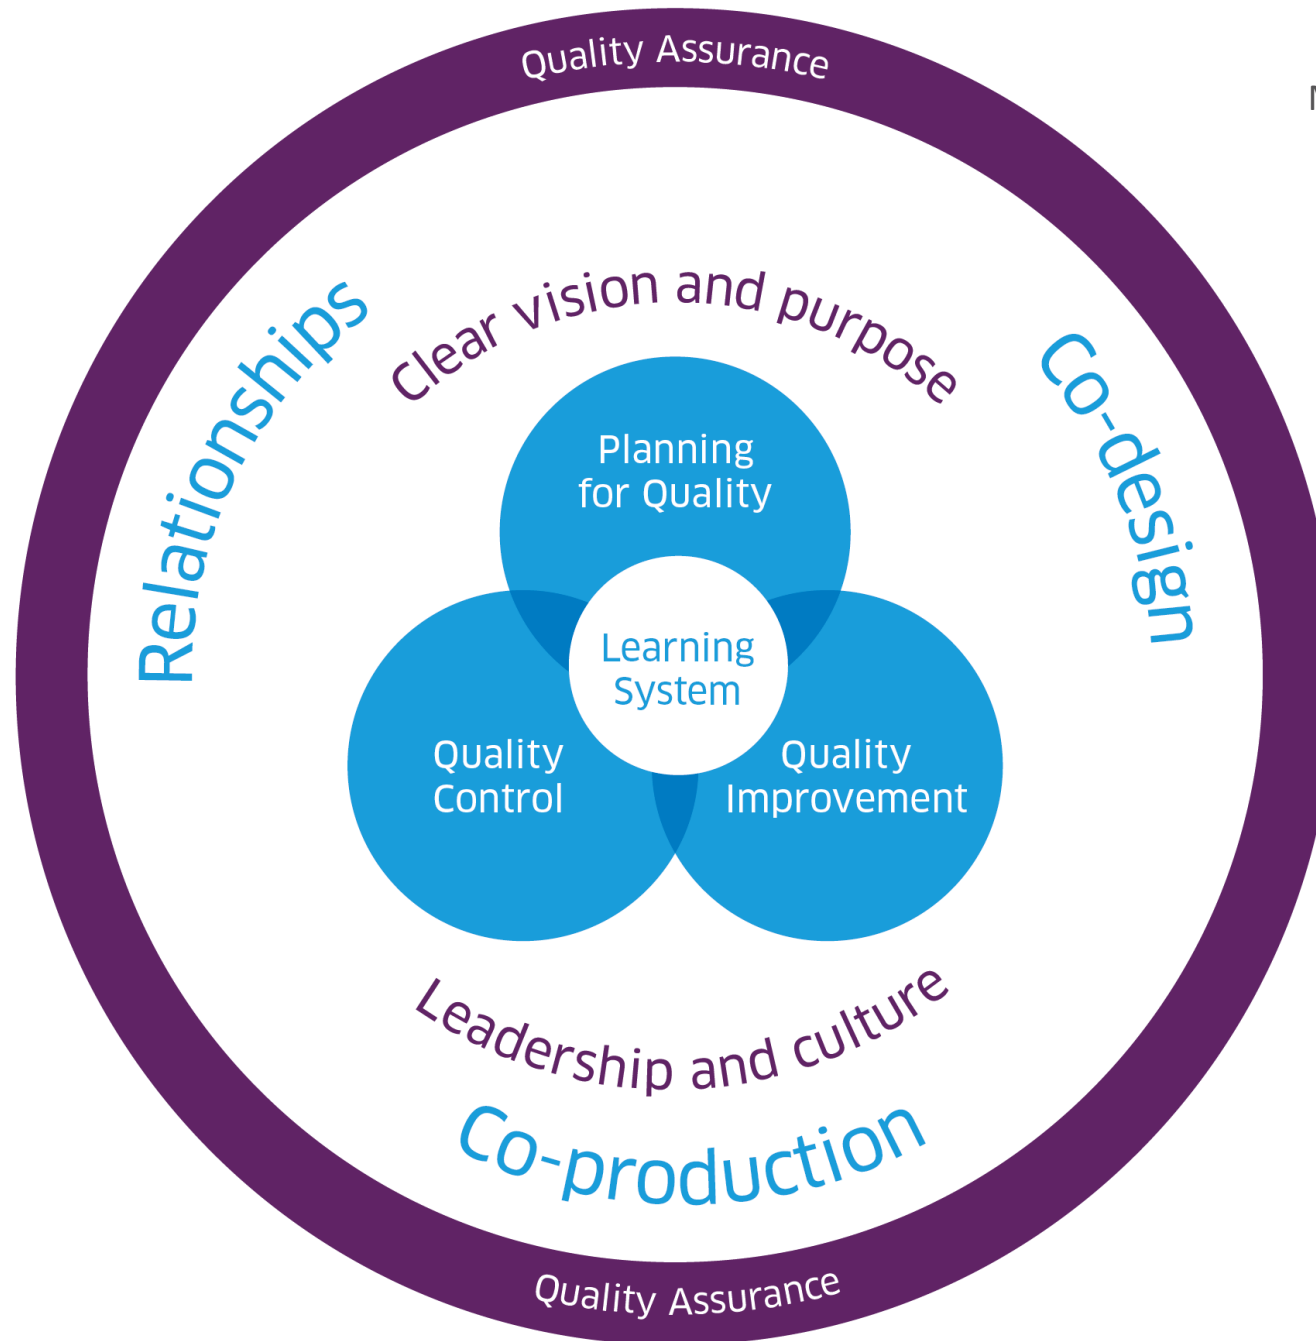 Quality Assurance
Relationships
Clear vision and purpose
Co-design
Planning
for Quality
Learning
System
Quality
Control
Quality
Improvement
Leadership and culture
Co-production
Quality Assurance